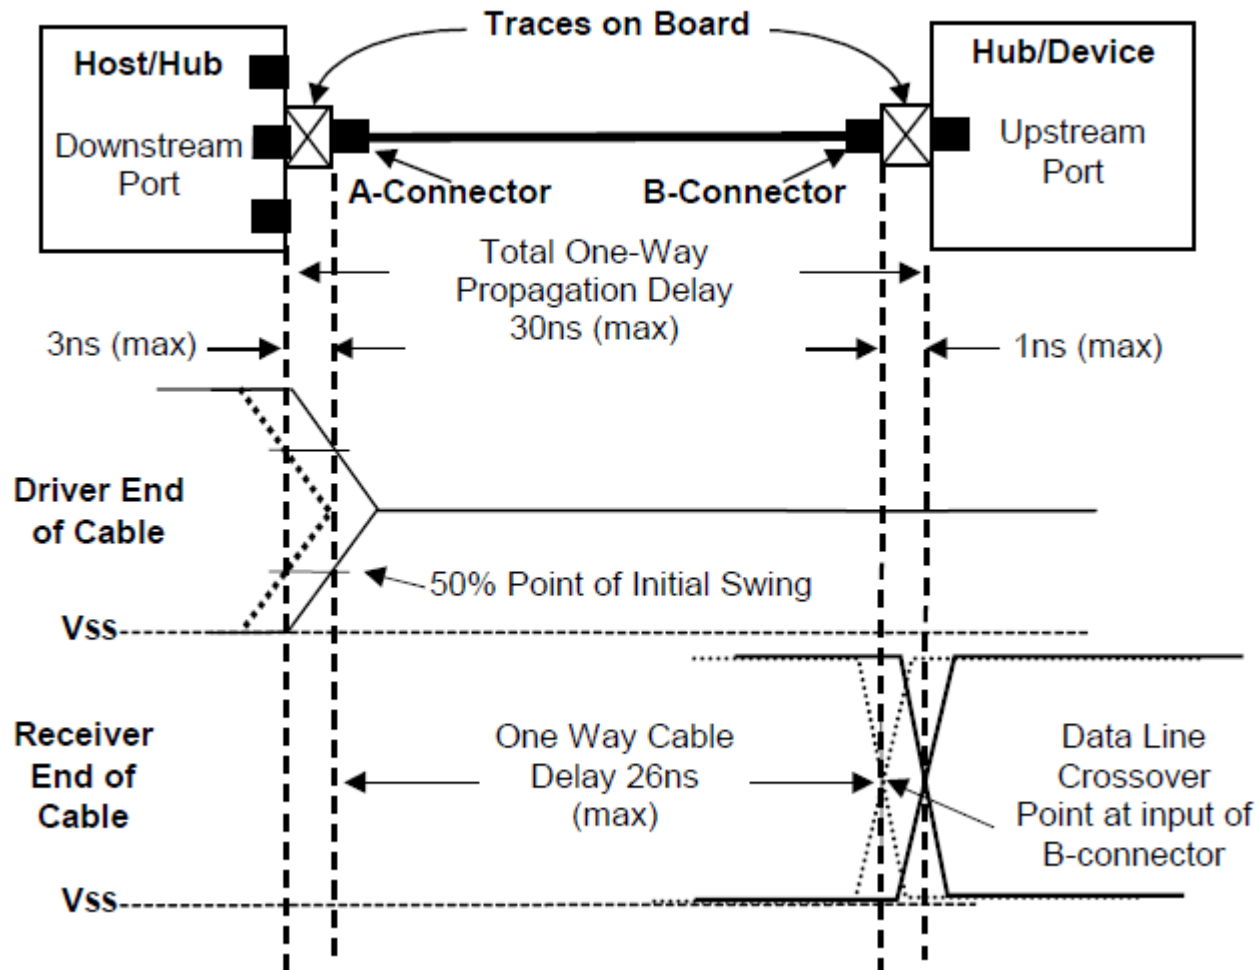 Traces on Board
Host/Hub
Hub/Device
Downstream
Port
Upstream
Port
A-Connector
B-Connector
Total One-Way
Propagation Delay
30ns (max)
3ns (max)
1ns (max)
Driver End
of Cable
50% Point of Initial Swing
Vss
Receiver
End of
Cable
One Way Cable
Delay 26ns
(max)
Data Line
Crossover
Point at input of
B-connector
Vss